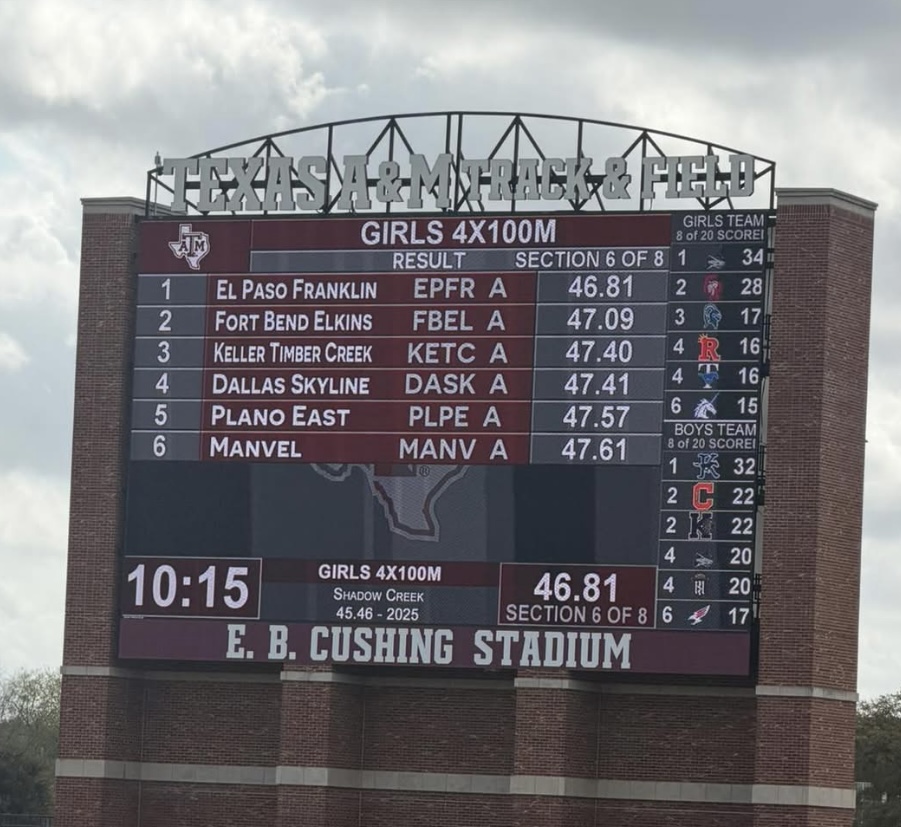 TEXAS A&M TRACK & FIELD
GIRLS 4X100M
RESULT SECTION 6 OF 8
1 EL PASO FRANKLIN EPFR A 46.81
2 FORT BEND ELKINS FBEL A 47.09
3 KELLER TIMBER CREEK KETC A 47.40
4 DALLAS SKYLINE DASK A 47.41
5 PLANO EAST PLPE A 47.57
6 MANVEL MANV A 47.61
GIRLS TEAM
8 OF 20 SCORE
1 34
2 28
3 17
4 R 16
4 16
6 15
BOYS TEAM
8 OF 20 SCORE
1 32
2 C 22
2 K 22
4 20
4 20
6 17
ATM
10:15
GIRLS 4X100M
SHADOW CREEK
45.46 - 2025
46.81
SECTION 6 OF 8
E. B. CUSHING STADIUM